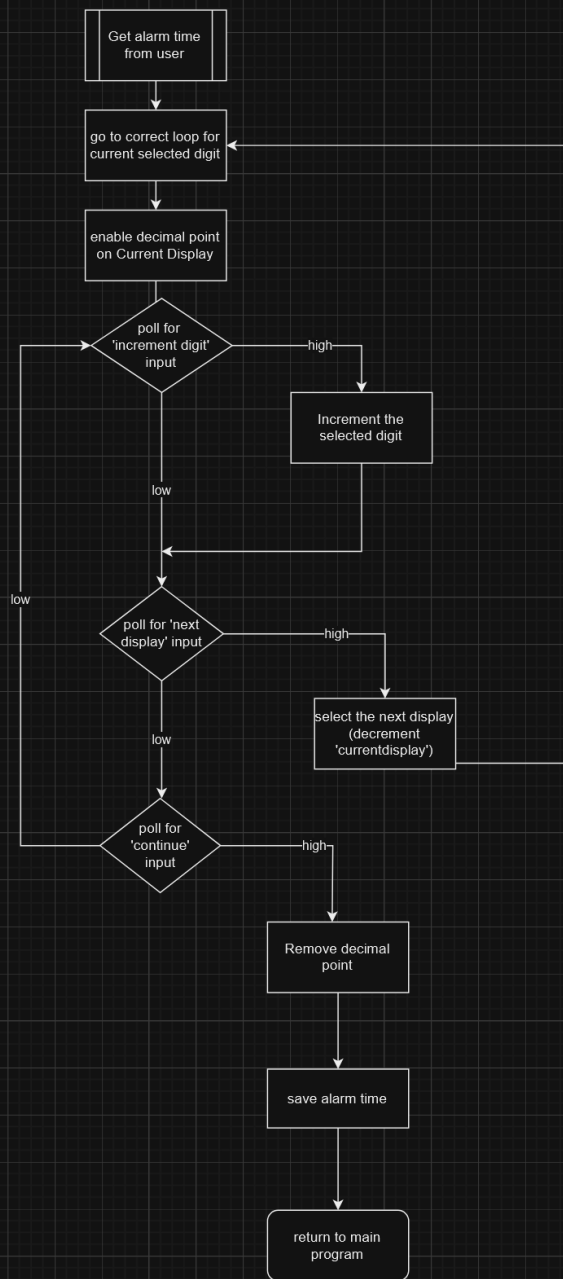 Get alarm time
from user
go to correct loop for
current selected digit
enable decimal point
on Current Display
poll for
'increment digit'
input
high
Increment the
selected digit
low
low
poll for 'next
display' input
high
select the next display
(decrement
'currentdisplay')
low
poll for
'continue'
input
high
Remove decimal
point
save alarm time
return to main
program